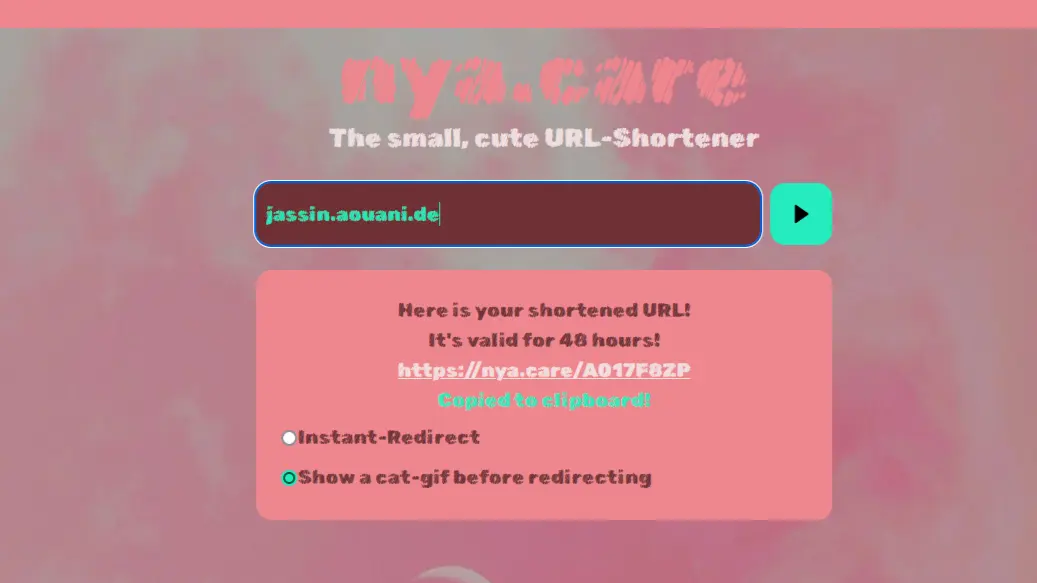 nya.care
The small, cute URL-Shortener
jassin.aouani.de
Here is your shortened URL!
It's valid for 48 hours!
https://nya.care/A017F8ZP
Copied to clipboard!
Instant-Redirect
Show a cat-gif before redirecting